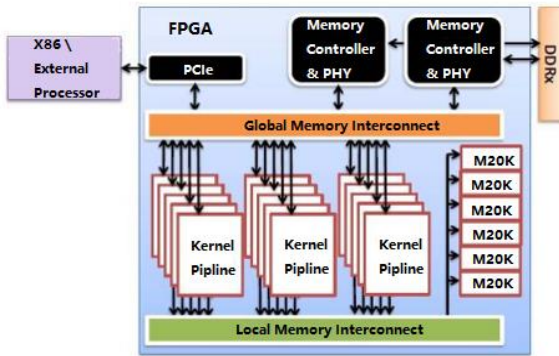 FPGA
X86 \
External
Processor
PCIe
Memory
Controller
& PHY
Memory
Controller
& PHY
DDRx
Global Memory Interconnect
Kernel
Pipline
Kernel
Pipline
Kernel
Pipline
M20K
M20K
M20K
M20K
M20K
M20K
Local Memory Interconnect